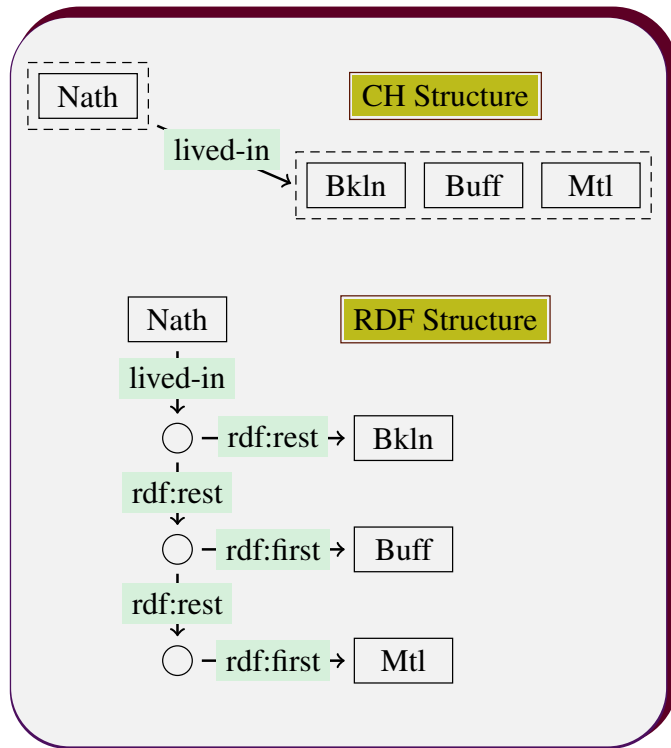 Nath
CH Structure
lived-in
Bkln Buff Mtl
Nath
RDF Structure
lived-in
rdf:rest Bkln
rdf:rest
rdf:first Buff
rdf:rest
rdf:first Mtl